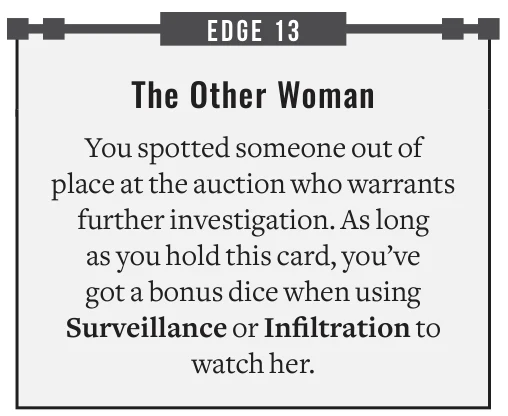 EDGE 13
The Other Woman
You spotted someone out of
place at the auction who warrants
further investigation. As long
as you hold this card, you’ve
got a bonus dice when using
Surveillance or Infiltration to
watch her.